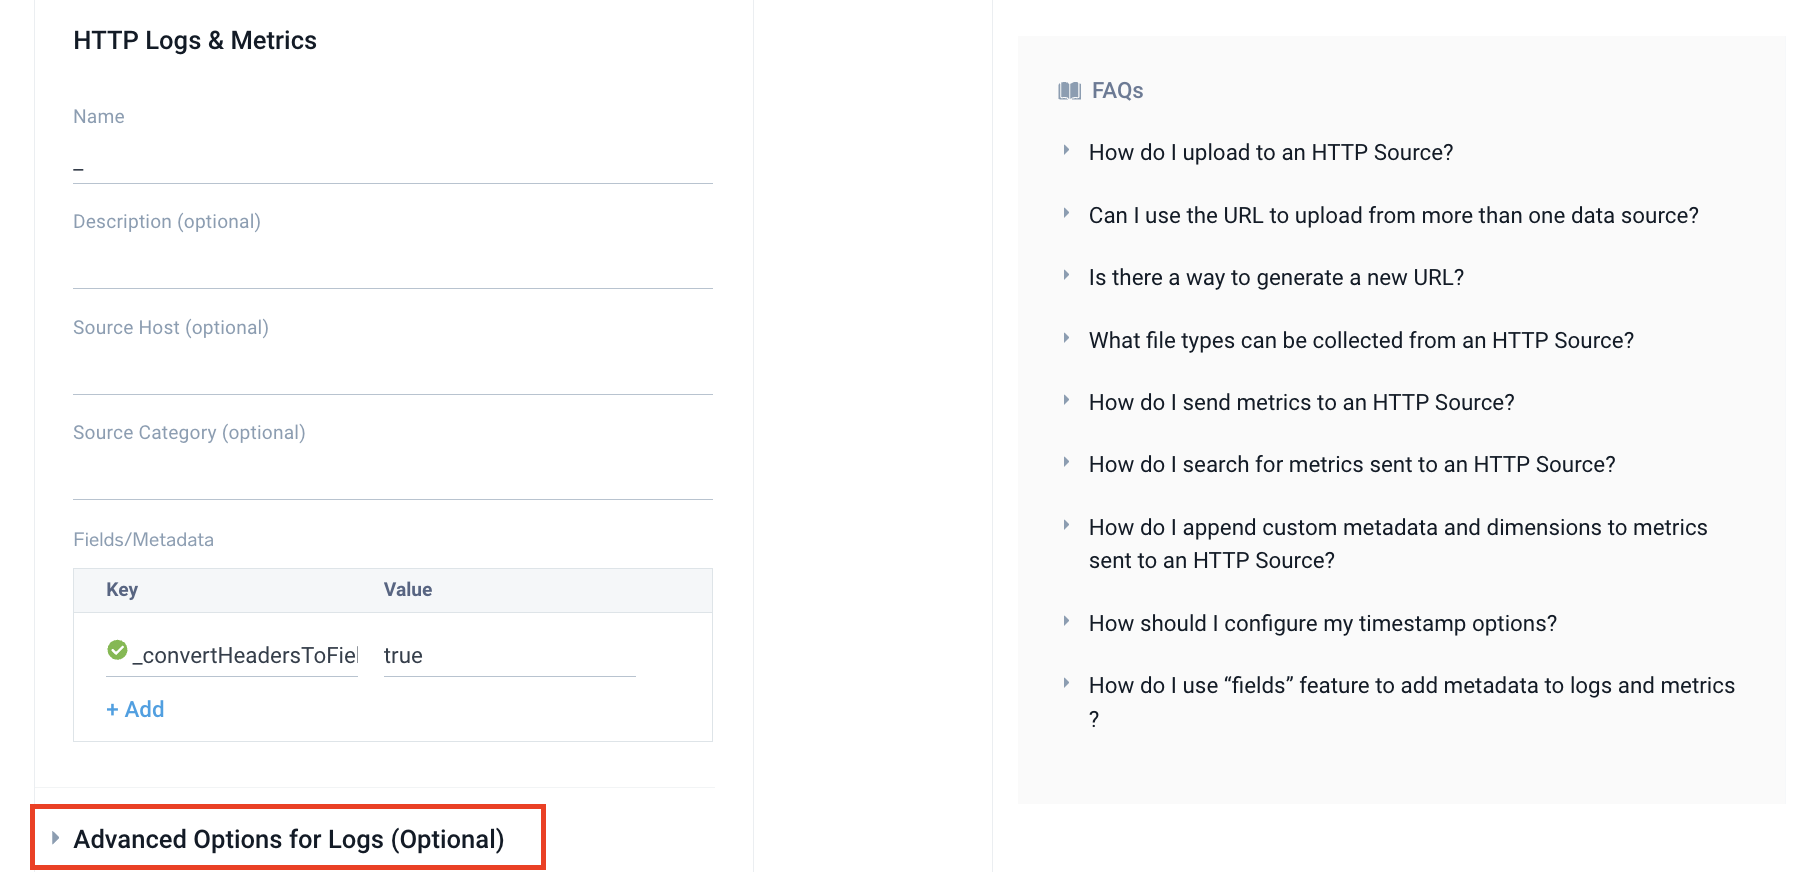 HTTP Logs & Metrics
Name
_
Description (optional)
Source Host (optional)
Source Category (optional)
Fields/Metadata
Key Value
_convertHeadersToFiel true
+ Add
Advanced Options for Logs (Optional)
FAQs
How do I upload to an HTTP Source?
Can I use the URL to upload from more than one data source?
Is there a way to generate a new URL?
What file types can be collected from an HTTP Source?
How do I send metrics to an HTTP Source?
How do I search for metrics sent to an HTTP Source?
How do I append custom metadata and dimensions to metrics
sent to an HTTP Source?
How should I configure my timestamp options?
How do I use “fields” feature to add metadata to logs and metrics
?